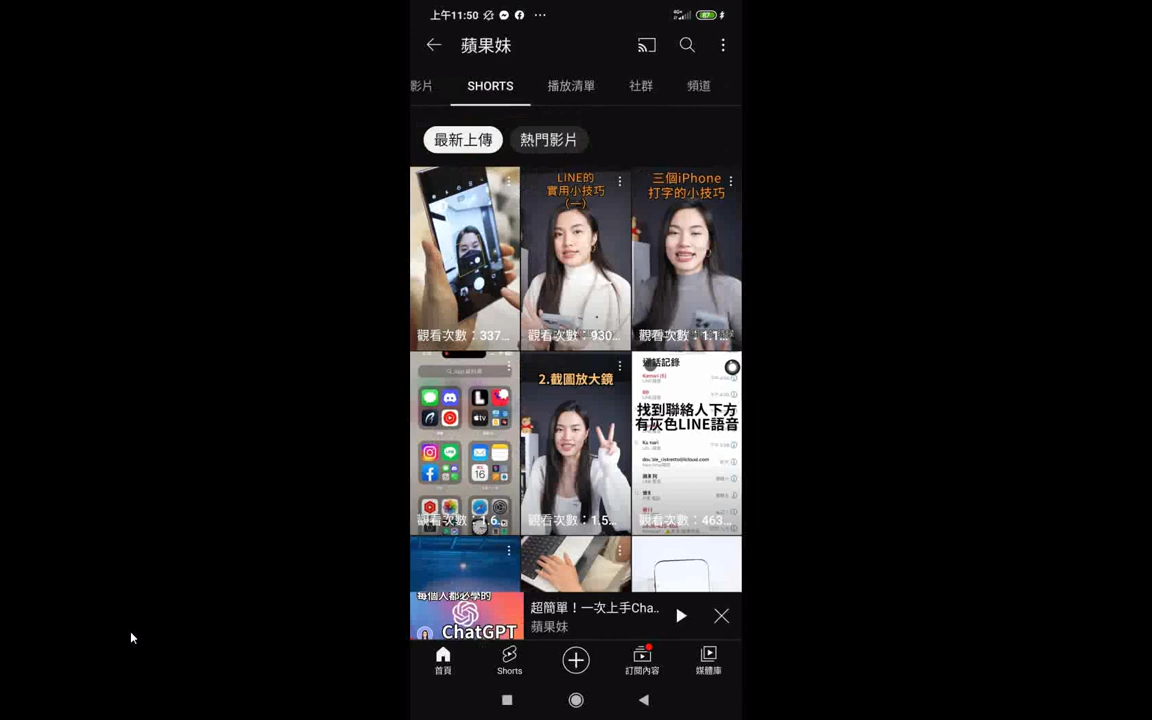 上午11:50
4G+
87
蘋果妹
影片
SHORTS
播放清單
社群
頻道
最新上傳
熱門影片
觀看次數：337...
LINE的
實用小技巧
（一）
觀看次數：930...
三個iPhone
打字的小技巧
觀看次數：1.1...
16
觀看次數：1.6...
2.截圖放大鏡
觀看次數：1.5...
通話記錄
Kamari (5)
找到聯絡人下方
有灰色LINE語音
觀看次數：463...
每個人都必學的
ChatGPT
超簡單！一次上手Cha..
蘋果妹
首頁
Shorts
訂閱內容
媒體庫